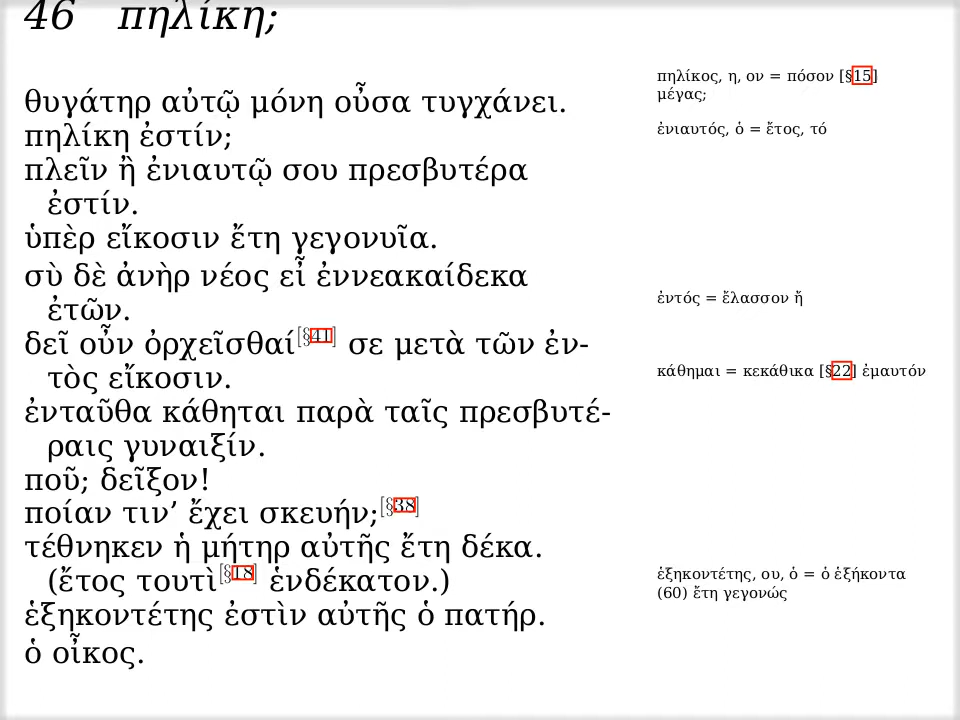 46 πηλίκη;
θυγάτηρ αὐτῷ μόνη οὖσα τυγχάνει.
πηλίκη ἐστίν;
πλεῖν ἢ ἐνιαυτῷ σου πρεσβυτέρα
ἐστίν.
ὑπὲρ εἴκοσιν ἔτη γεγονυῖα.
σὺ δὲ ἀνὴρ νέος εἶ ἐννεακαίδεκα
ἐτῶν.
δεῖ οὖν ὀρχεῖσθαί[§41] σε μετὰ τῶν ἐν-
τὸς εἴκοσιν.
ἐνταῦθα κάθηται παρὰ ταῖς πρεσβυτέ-
ραις γυναιξίν.
ποῦ; δεῖξον!
ποίαν τιν’ ἔχει σκευήν;[§38]
τέθνηκεν ἡ μήτηρ αὐτῆς ἔτη δέκα.
(ἔτος τουτὶ[§18] ἑνδέκατον.)
ἑξηκοντέτης ἐστὶν αὐτῆς ὁ πατήρ.
ὁ οἶκος.
πηλίκος, η, ον = πόσον [§15]
μέγας;
ἐνιαυτός, ὁ = ἔτος, τό
ἐντός = ἔλασσον ἤ
κάθημαι = κεκάθικα [§22] ἐμαυτόν
ἑξηκοντέτης, ου, ὁ = ὁ ἑξήκοντα
(60) ἔτη γεγονώς